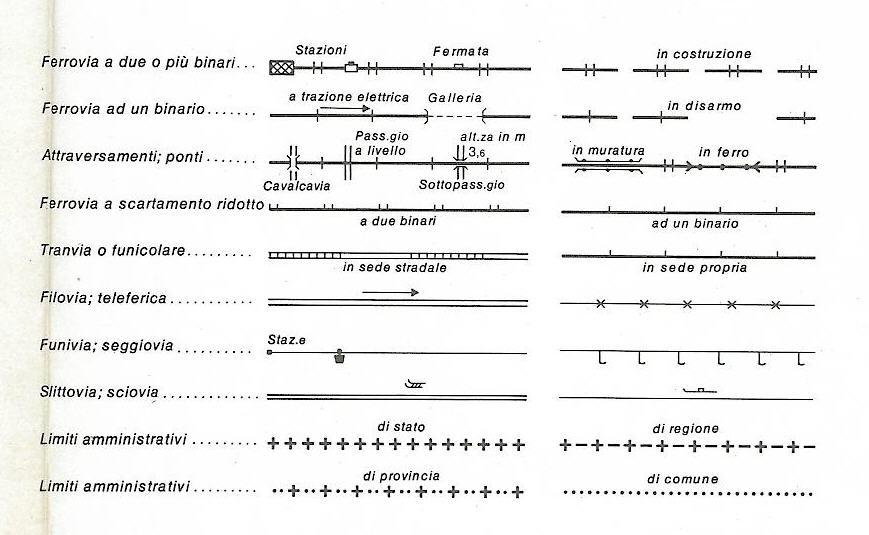 Stazioni Fermata in costruzione
Ferrovia a due o più binari...
a trazione elettrica Galleria in disarmo
Ferrovia ad un binario.......
Pass.gio a livello alt.za in m 3,6 in muratura in ferro
Attraversamenti; ponti.......
Cavalcavia Sottopass.gio
Ferrovia a scartamento ridotto
a due binari ad un binario
Tranvia o funicolare.........
in sede stradale in sede propria
Filovia; teleferica..........
Staz.e
Funivia; seggiovia..........
Slittovia; sciovia............
di stato di regione
Limiti amministrativi.........
di provincia di comune
Limiti amministrativi.........